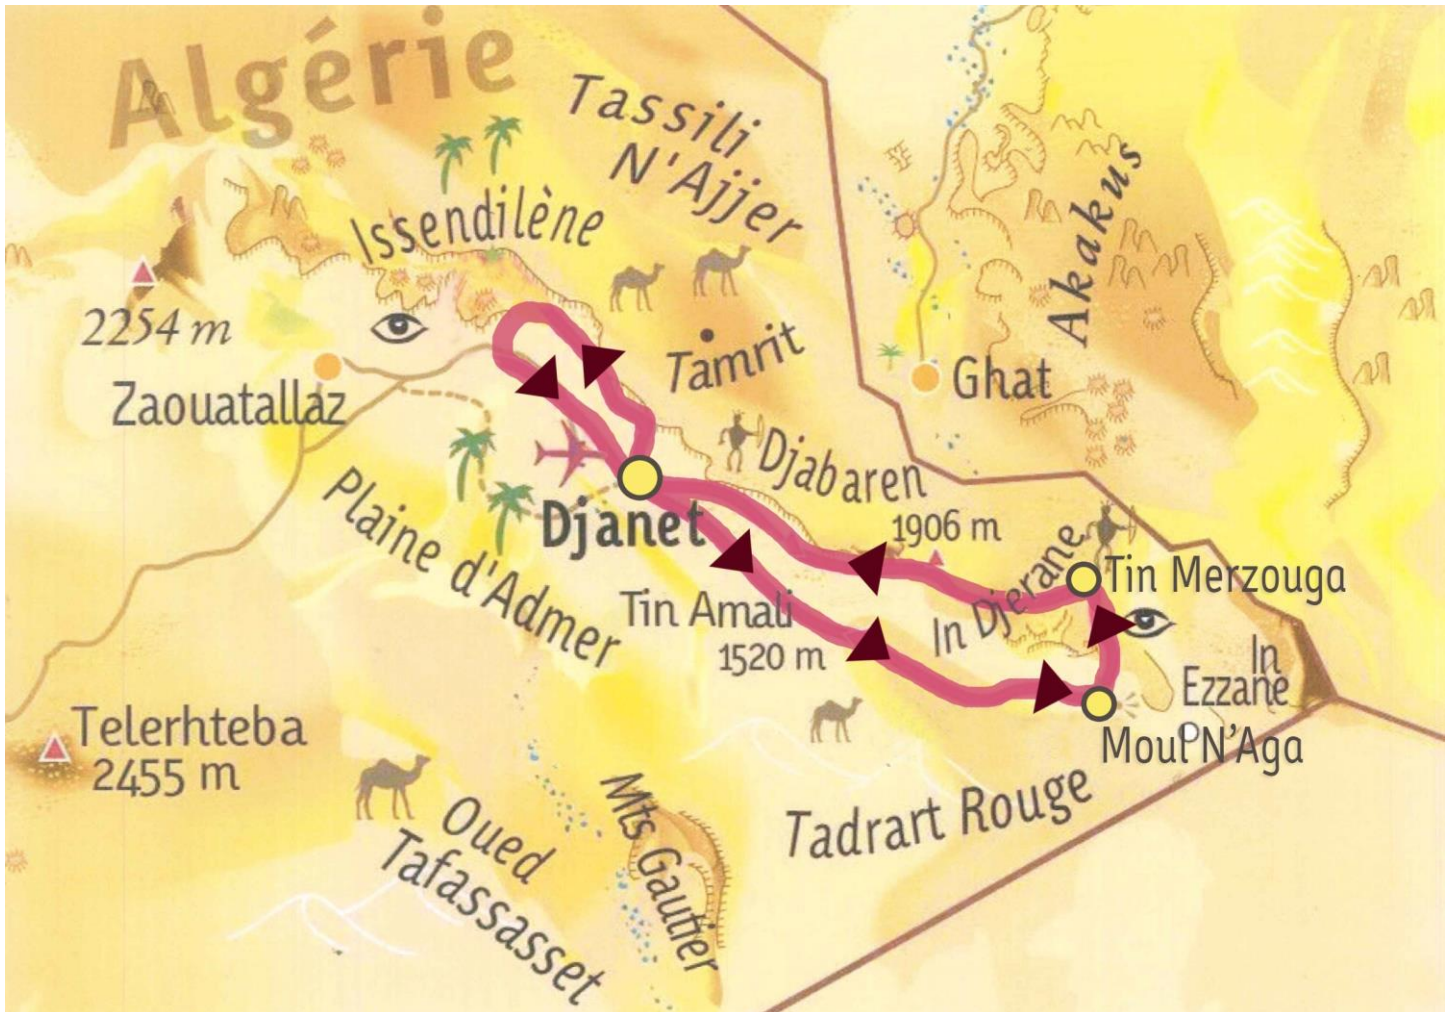 Algérie
Tassili
N'Ajjer
Issendilène
Akakus
2254 m
Tamrit
Zaouatallaz
Ghat
Djabaren
1906 m
Plaine d'Admer
Djanet
In Djerane
Tin Merzouga
Tin Amali
1520 m
In
Ezzane
Telerhteba
2455 m
Moul N'Aga
Oued
Tafassasset
Mts Gautier
Tadrart Rouge